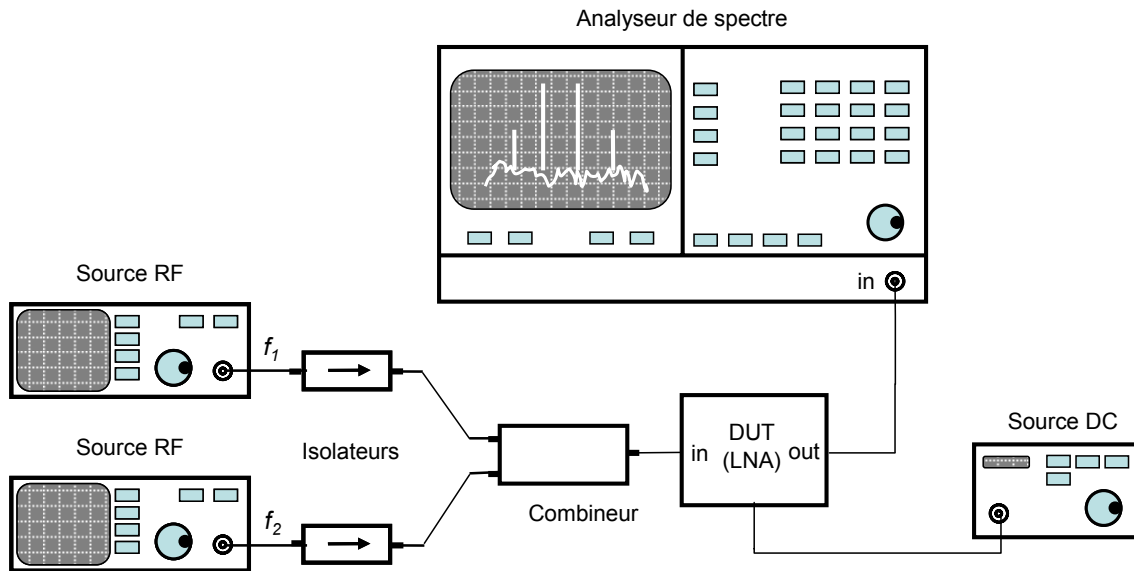 Analyseur de spectre
in
Source RF
f1
Source RF
f2
Isolateurs
Combineur
in
DUT
(LNA)
out
Source DC